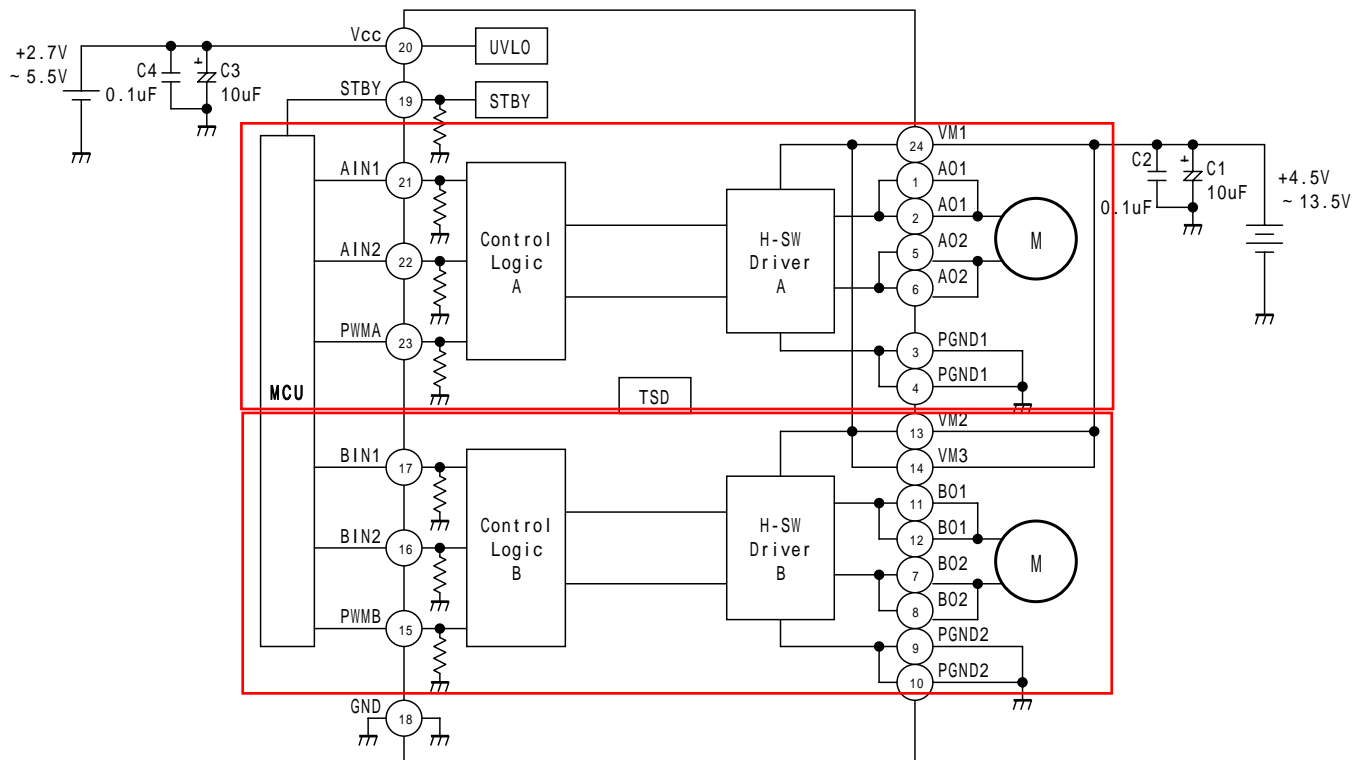 Vcc
20
UVLO
+2.7V
~ 5.5V
C4
0.1uF
+
C3
10uF
STBY
19
STBY
MCU
AIN1
21
AIN2
22
PWMA
23
Control
Logic
A
H-SW
Driver
A
24
VM1
1
AO1
2
AO1
5
AO2
6
AO2
3
PGND1
4
PGND1
M
C2
0.1uF
+
C1
10uF
+4.5V
~ 13.5V
TSD
BIN1
17
BIN2
16
PWMB
15
Control
Logic
B
H-SW
Driver
B
13
VM2
14
VM3
11
BO1
12
BO1
7
BO2
8
BO2
9
PGND2
10
PGND2
M
GND
18